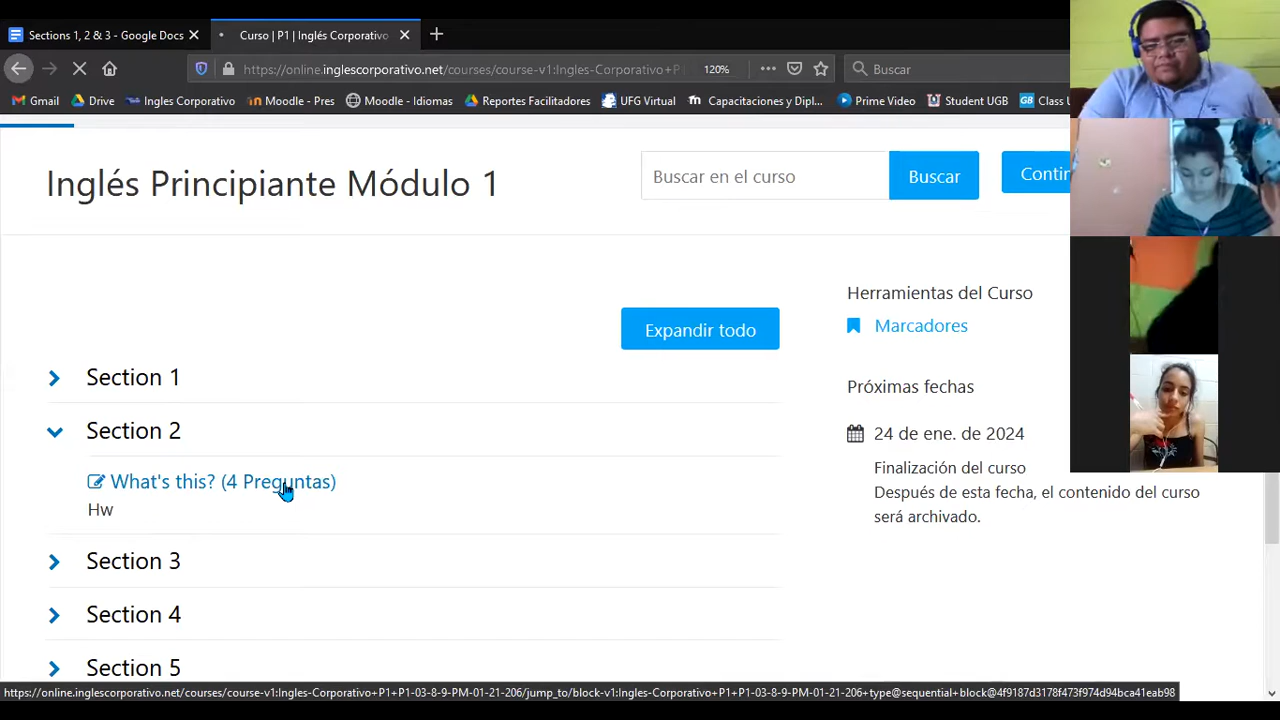 Sections 1, 2 & 3 - Google Docs
Curso | P1 | Inglés Corporativo
https://online.inglescorporativo.net/courses/course-v1:Ingles-Corporativo+P
120%
Buscar
Gmail
Drive
Ingles Corporativo
Moodle - Pres
Moodle - Idiomas
Reportes Facilitadores
UFG Virtual
Capacitaciones y Dipl...
Prime Video
Student UGB
Class
Inglés Principiante Módulo 1
Buscar en el curso
Buscar
Contir
Herramientas del Curso
Marcadores
Expandir todo
Section 1
Próximas fechas
Section 2
24 de ene. de 2024
Finalización del curso
What's this? (4 Preguntas)
Después de esta fecha, el contenido del curso
Hw
será archivado.
Section 3
Section 4
Section 5
https://online.inglescorporativo.net/courses/course-v1:Ingles-Corporativo+P1+P1-03-8-9-PM-01-21-206/jump_to/block-v1:Ingles-Corporativo+P1+P1-03-8-9-PM-01-21-206+type@sequential+block@4f9187d3178f473f974d94bca41eab98